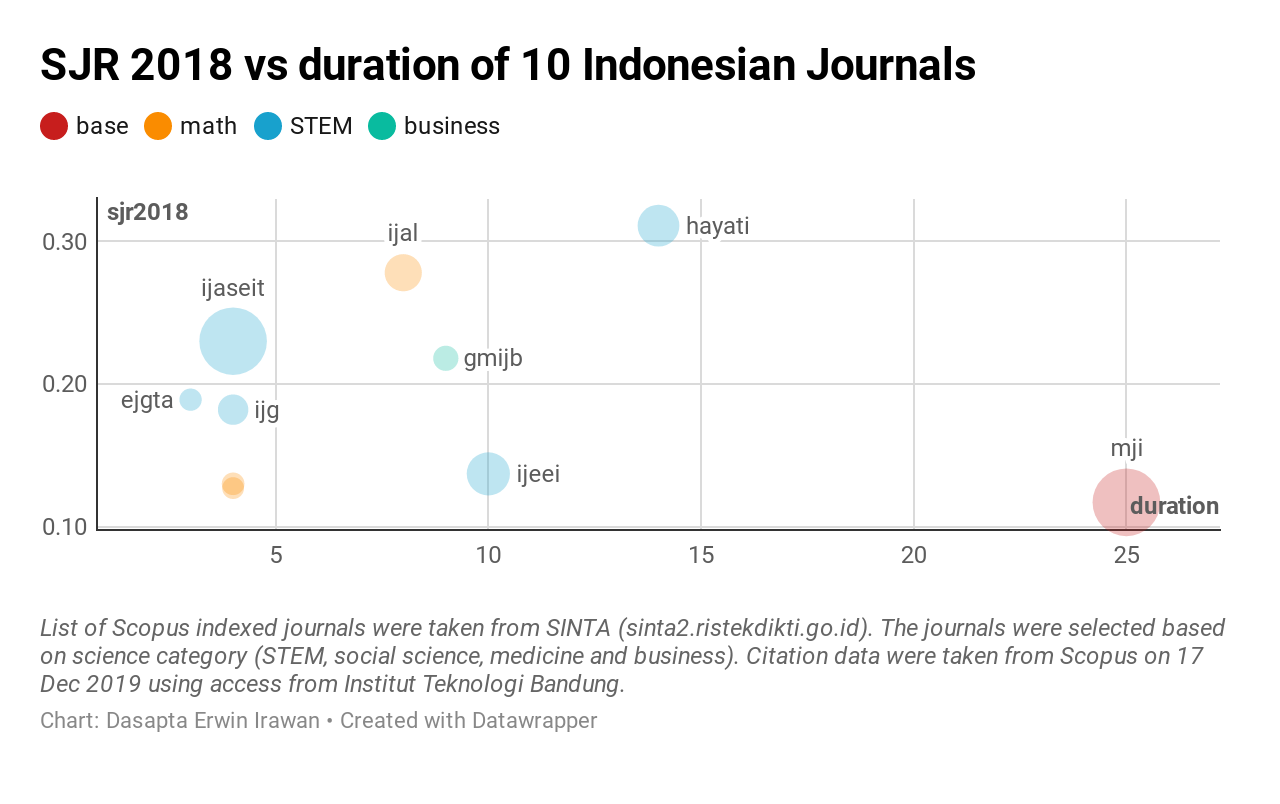 SJR 2018 vs duration of 10 Indonesian Journals
base math STEM business
sjr2018
0.30
0.20
0.10
hayati
ijal
ijaseit
gmijb
ejgta
ijg
ijeei
mji
duration
5 10 15 20 25
List of Scopus indexed journals were taken from SINTA (sinta2.ristekdikti.go.id). The journals were selected based
on science category (STEM, social science, medicine and business). Citation data were taken from Scopus on 17
Dec 2019 using access from Institut Teknologi Bandung.
Chart: Dasapta Erwin Irawan • Created with Datawrapper